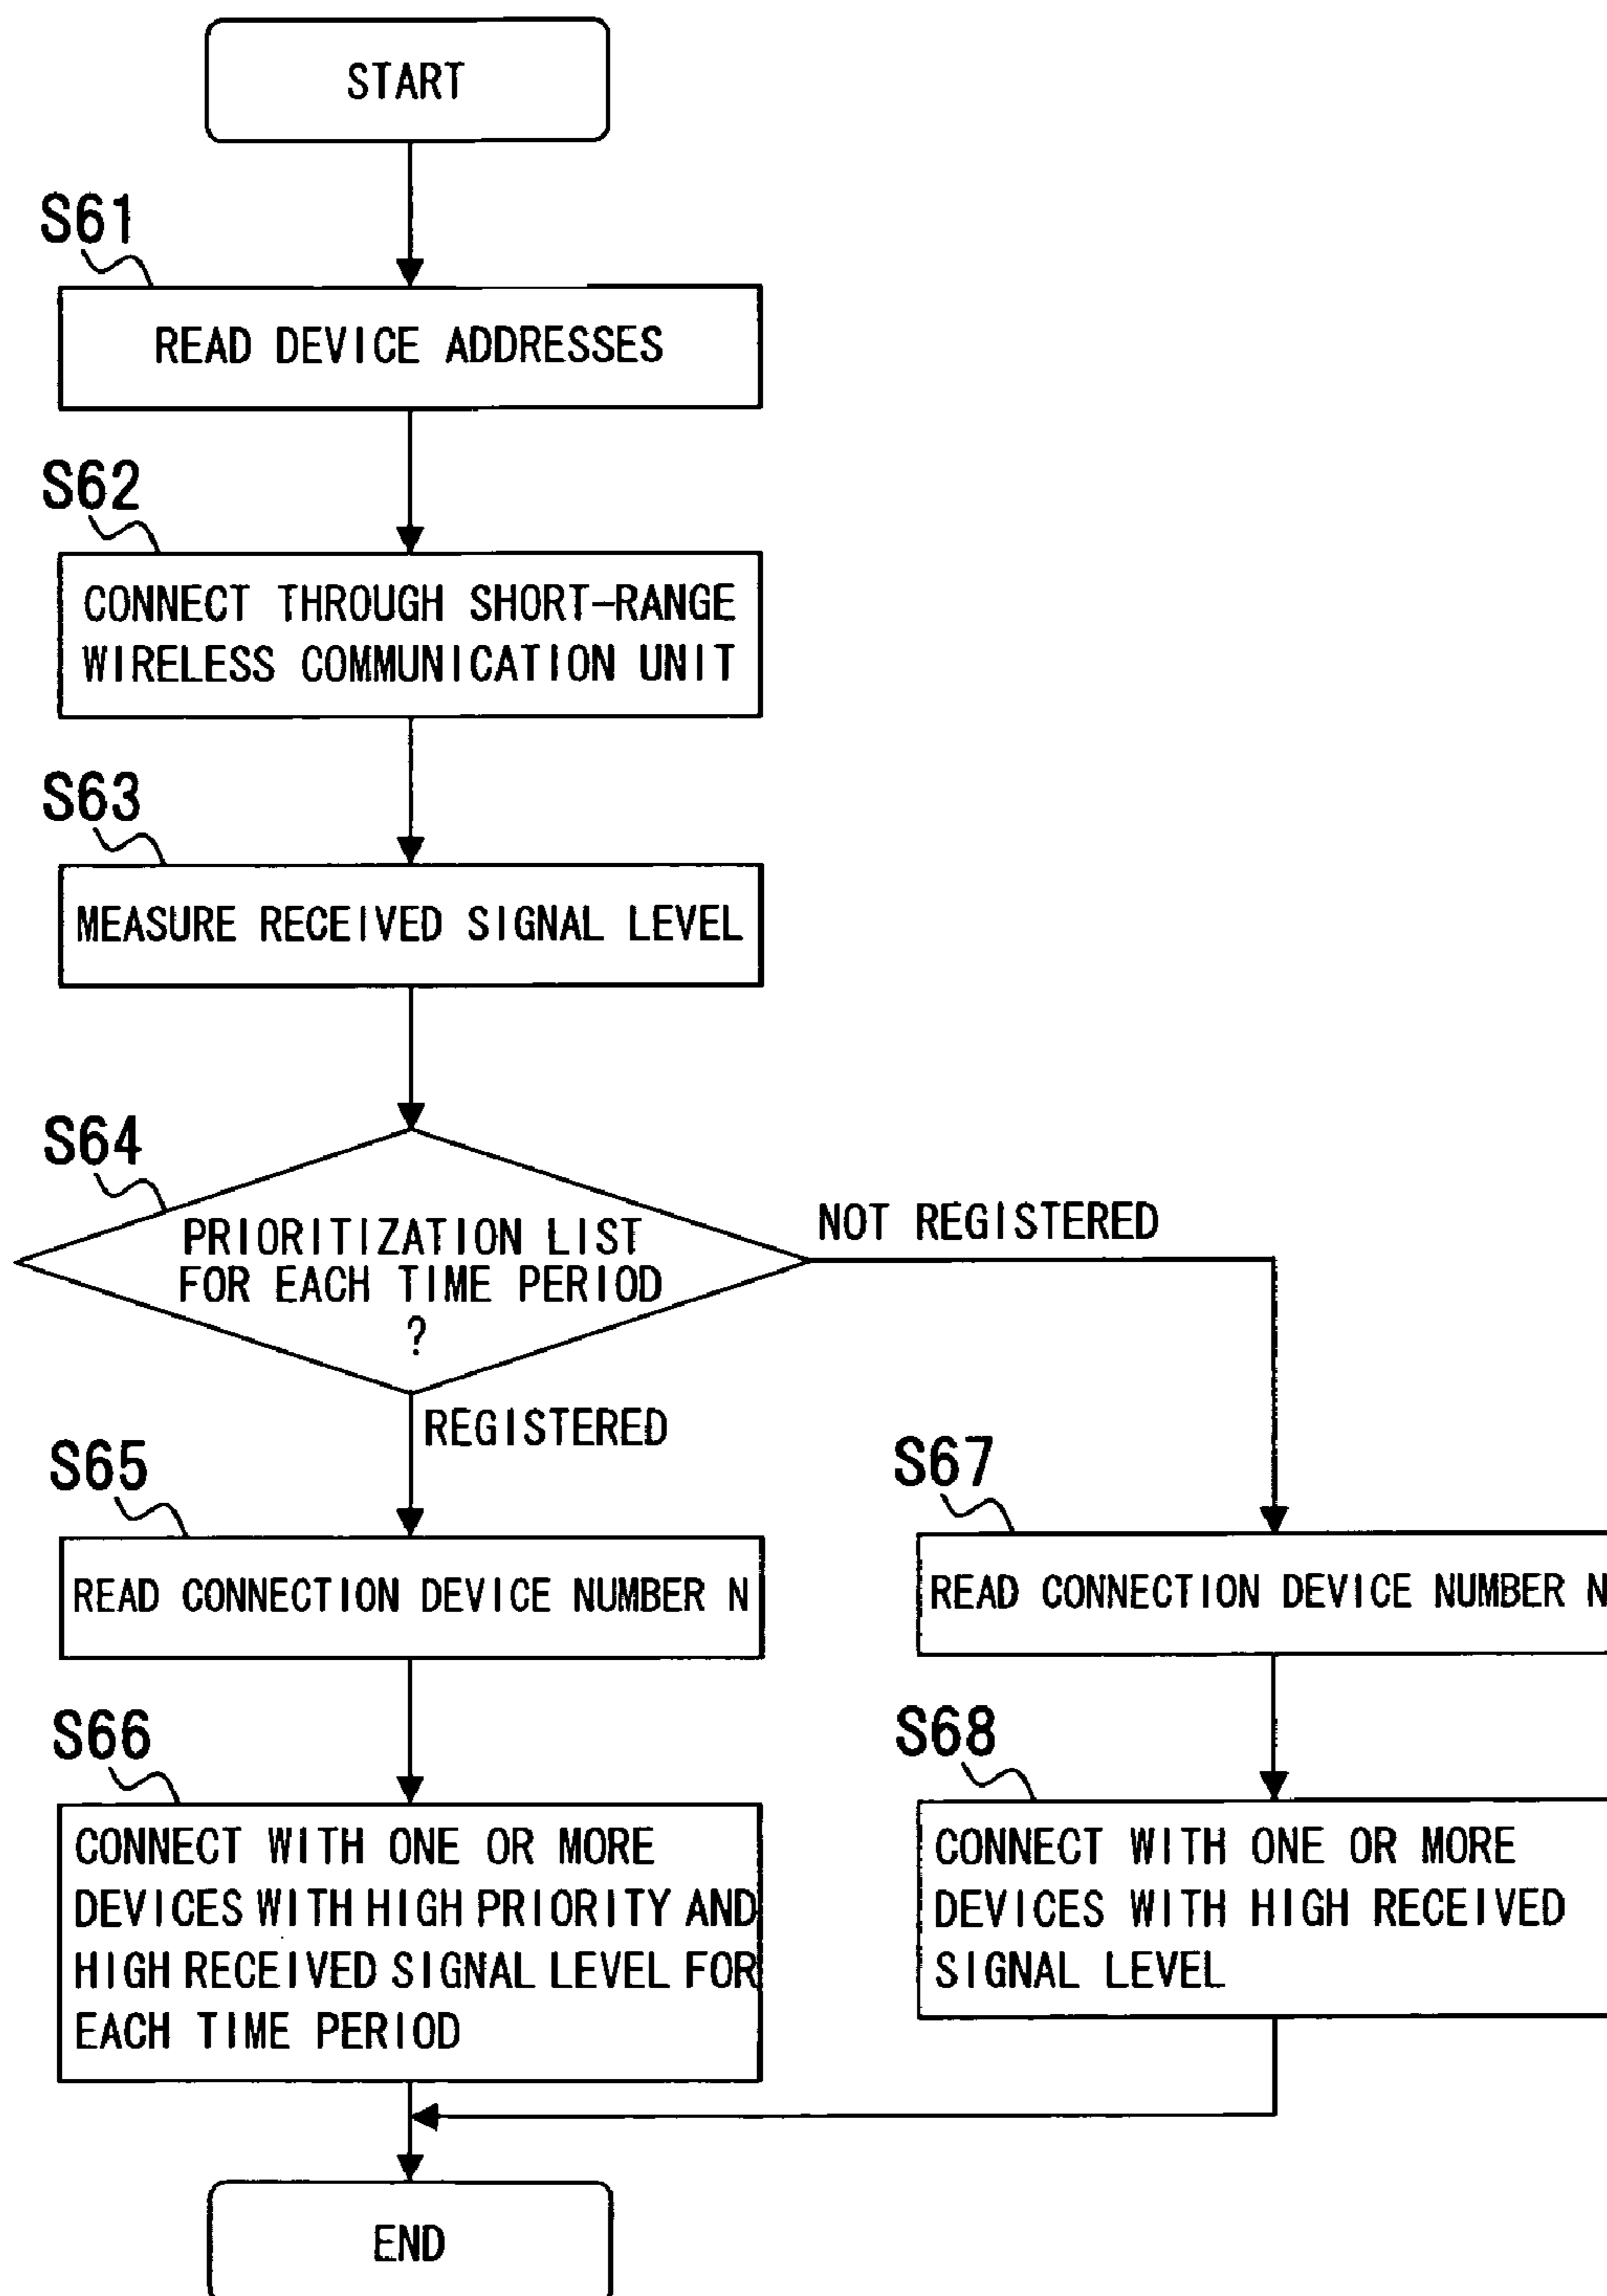 START
S61
READ DEVICE ADDRESSES
S62
CONNECT THROUGH SHORT-RANGE
WIRELESS COMMUNICATION UNIT
S63
MEASURE RECEIVED SIGNAL LEVEL
S64
PRIORITIZATION LIST
FOR EACH TIME PERIOD
?
NOT REGISTERED
REGISTERED
S65
READ CONNECTION DEVICE NUMBER N
S66
CONNECT WITH ONE OR MORE
DEVICES WITH HIGH PRIORITY AND
HIGH RECEIVED SIGNAL LEVEL FOR
EACH TIME PERIOD
S67
READ CONNECTION DEVICE NUMBER N
S68
CONNECT WITH ONE OR MORE
DEVICES WITH HIGH RECEIVED
SIGNAL LEVEL
END